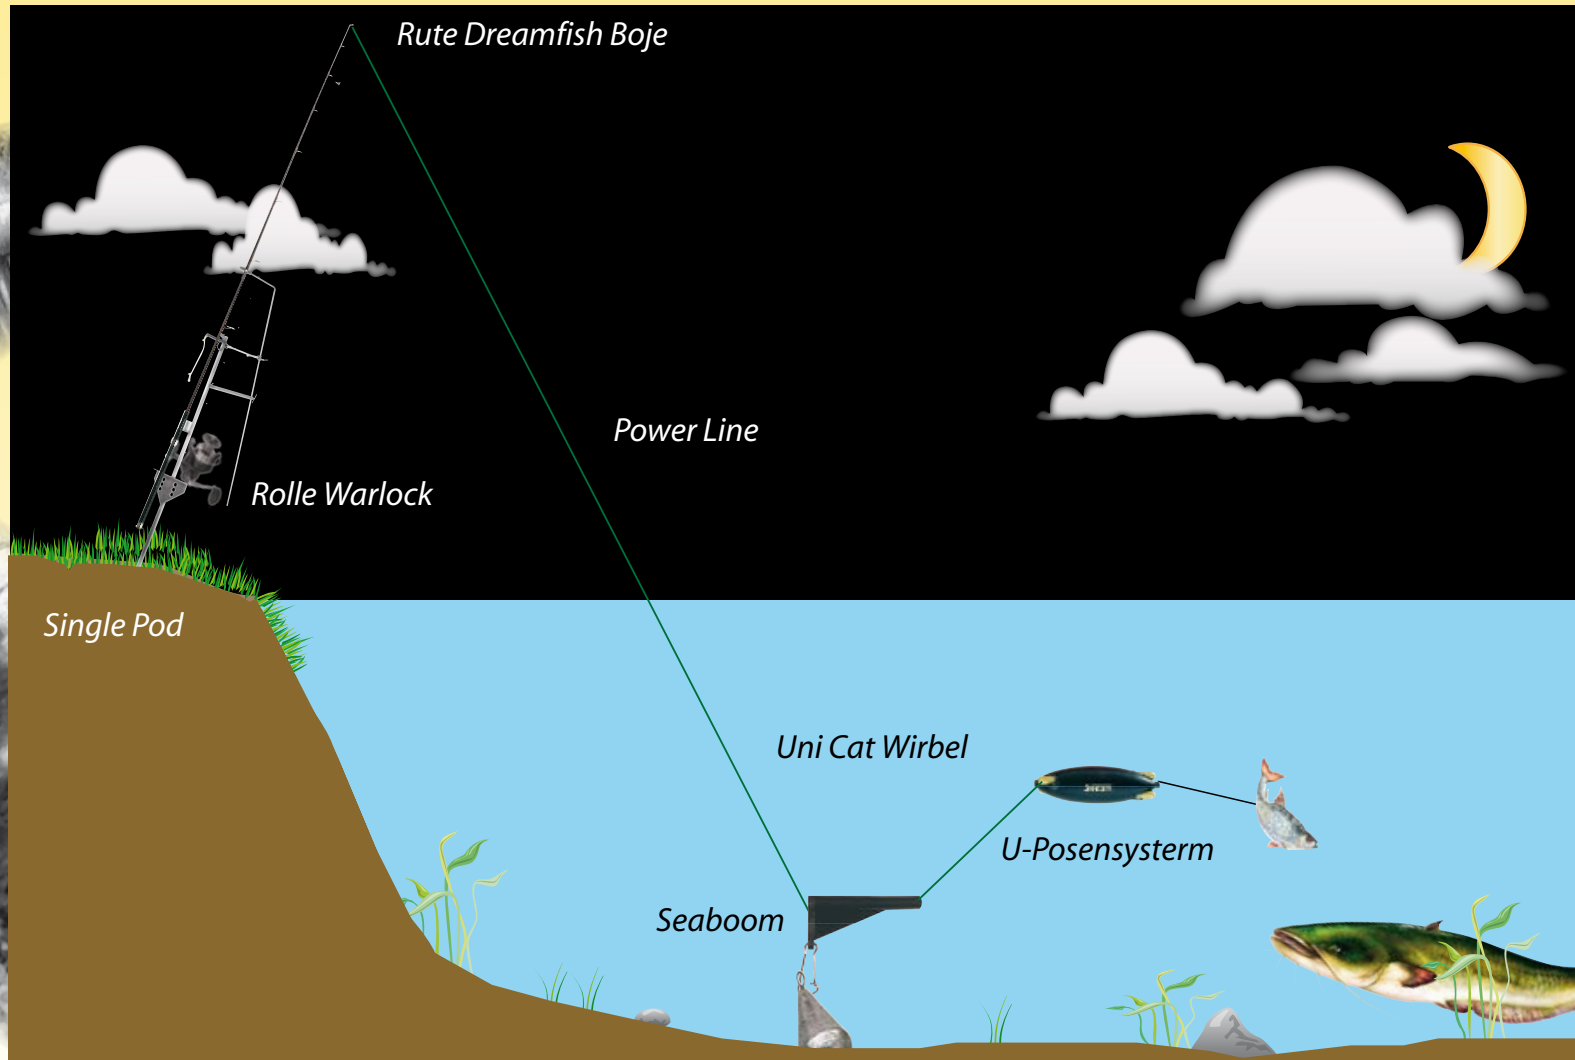 Rute Dreamfish Boje
Power Line
Rolle Warlock
Single Pod
Uni Cat Wirbel
U-Posensysterm
Seaboom